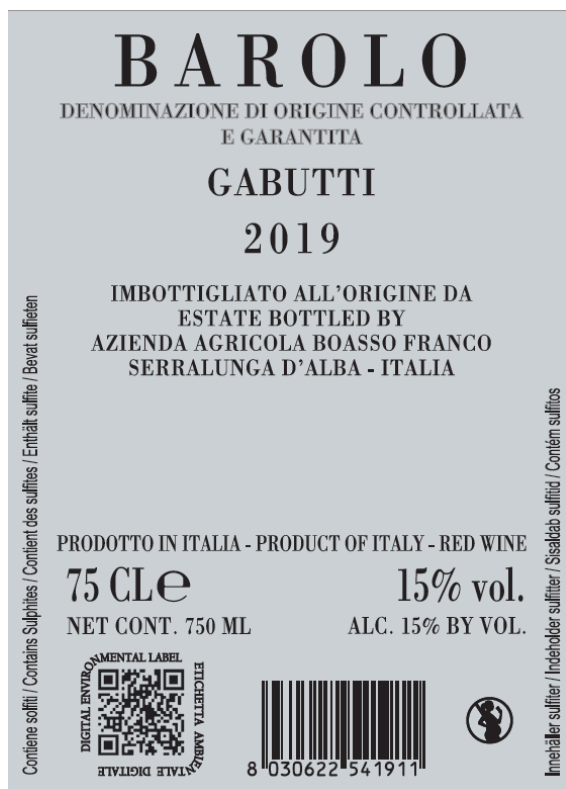 BAROLO
DENOMINAZIONE DI ORIGINE CONTROLLATA
E GARANTITA
GABUTTI
2019
IMBOTTIGLIATO ALL'ORIGINE DA
ESTATE BOTTLED BY
AZIENDA AGRICOLA BOASSO FRANCO
SERRALUNGA D'ALBA - ITALIA
Contiene solfiti / Contains Sulphites / Contient des sulfites / Enthält sulfite / Bevat sulfieten
Innehåller sulfiter / Indeholder sulfitter / Sisaldab sulfitid / Contém sulfitos
PRODOTTO IN ITALIA - PRODUCT OF ITALY - RED WINE
75 CL℮ 15% vol.
NET CONT. 750 ML ALC. 15% BY VOL.
DIGITAL ENVIRONMENTAL LABEL
ETICHETTA AMBIENTALE DIGITALE
8 030622 541911